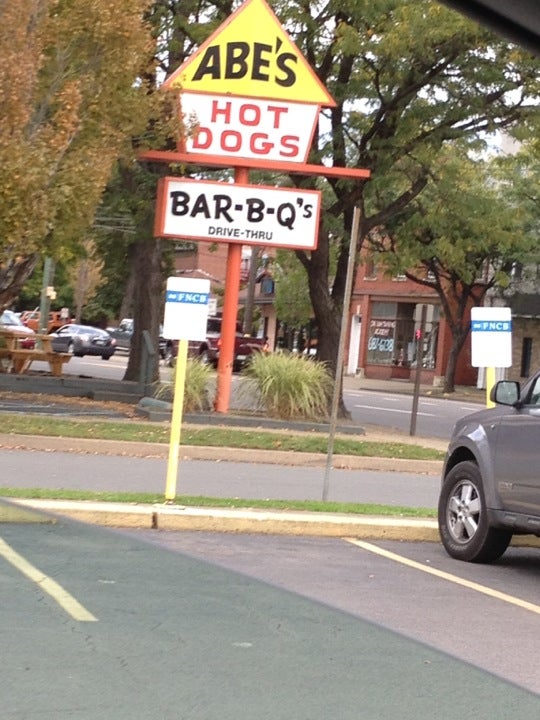 ABE'S
HOT
DOGS
BAR-B-Q's
DRIVE-THRU
FNCB
FNCB